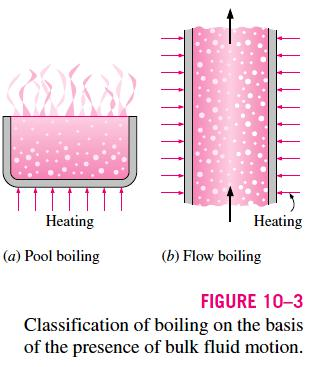 Heating
Heating
(a) Pool boiling
(b) Flow boiling
FIGURE 10–3
Classification of boiling on the basis
of the presence of bulk fluid motion.